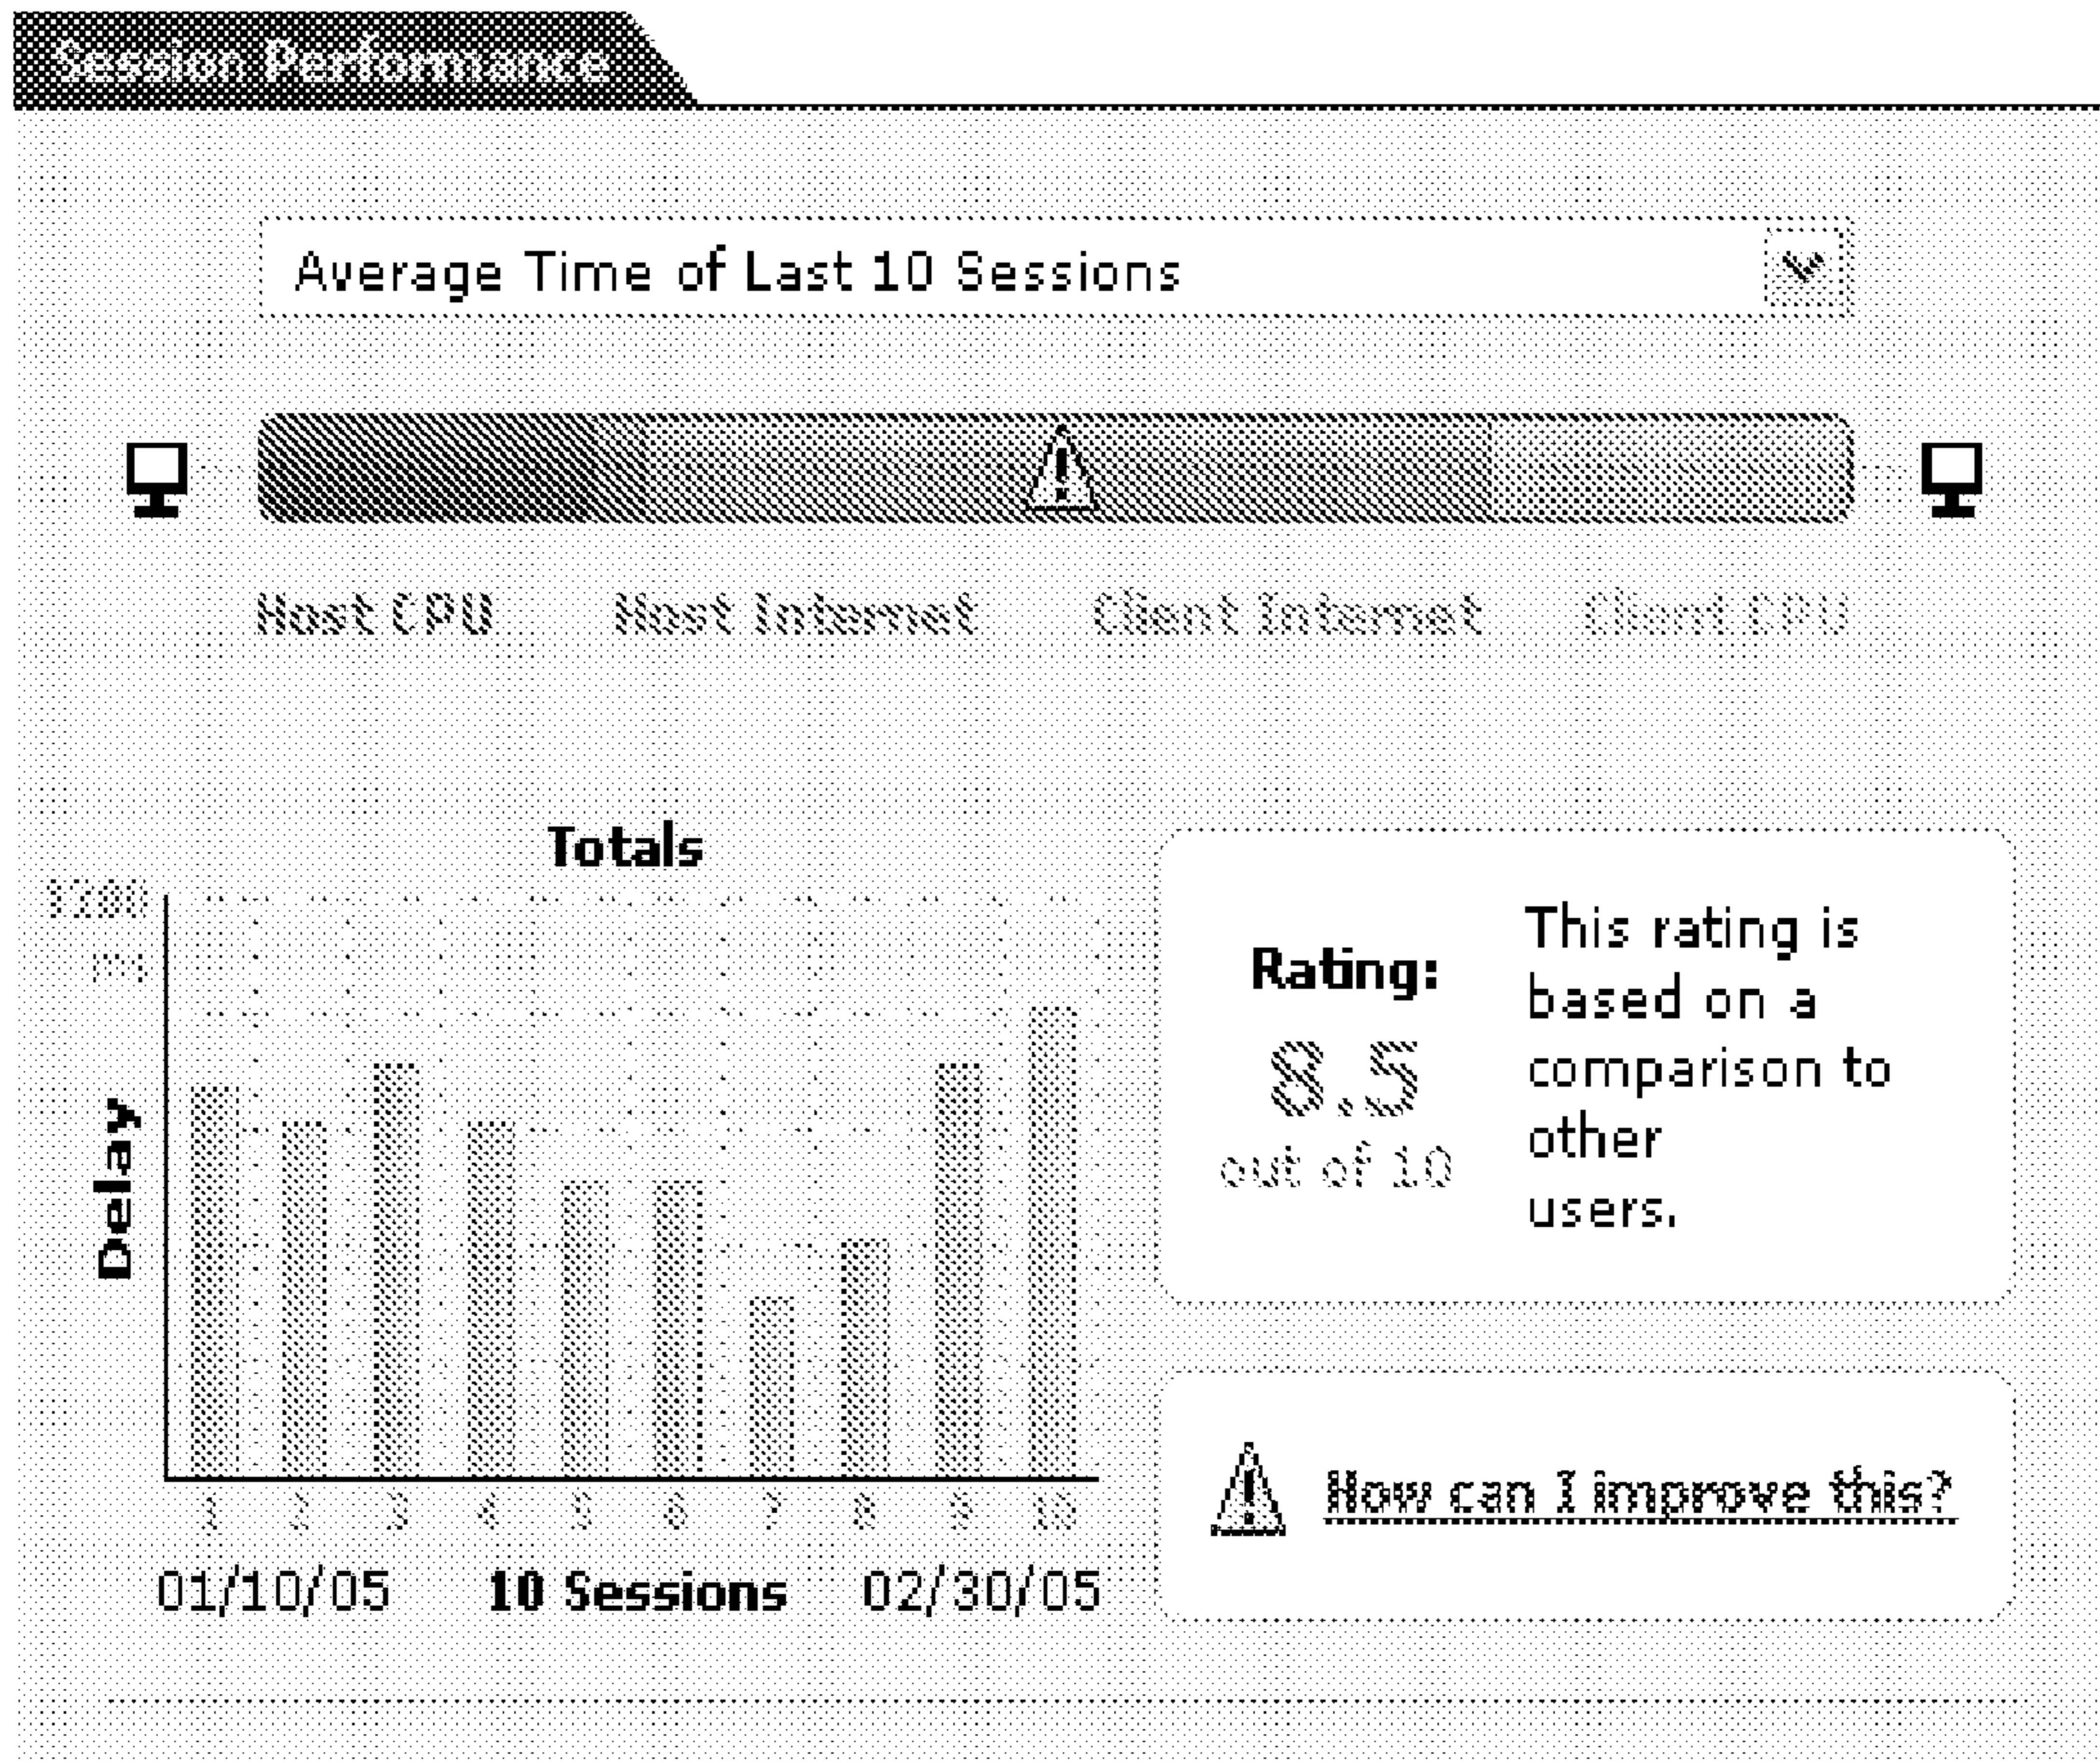 Session Performance
Average Time of Last 10 Sessions
Host CPU Host Internet Client Internet Client CPU
Totals
1200
ms
Delay
1 2 3 4 5 6 7 8 9 10
01/10/05 10 Sessions 02/30/05
Rating:
8.5
out of 10
This rating is
based on a
comparison to
other
users.
How can I improve this?